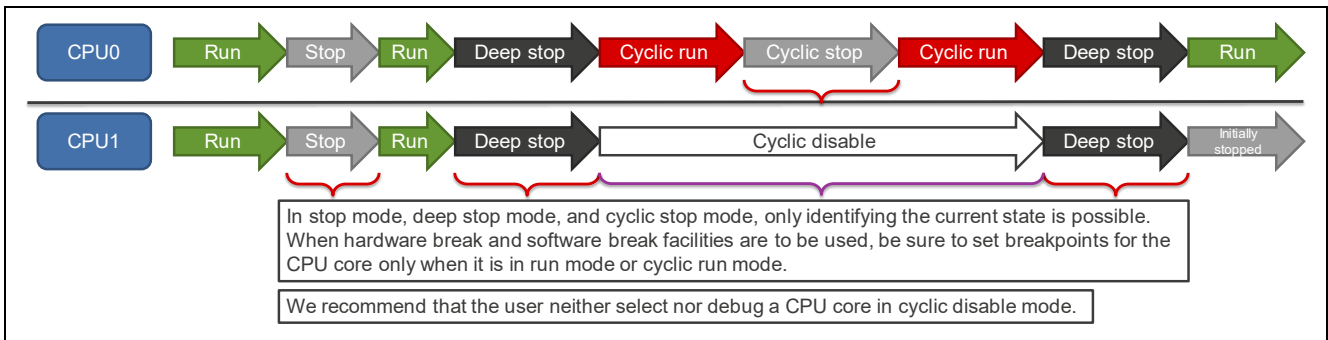 CPU0
Run
Stop
Run
Deep stop
Cyclic run
Cyclic stop
Cyclic run
Deep stop
Run
CPU1
Run
Stop
Run
Deep stop
Cyclic disable
Deep stop
Initially
stopped
In stop mode, deep stop mode, and cyclic stop mode, only identifying the current state is possible.
When hardware break and software break facilities are to be used, be sure to set breakpoints for the
CPU core only when it is in run mode or cyclic run mode.
We recommend that the user neither select nor debug a CPU core in cyclic disable mode.